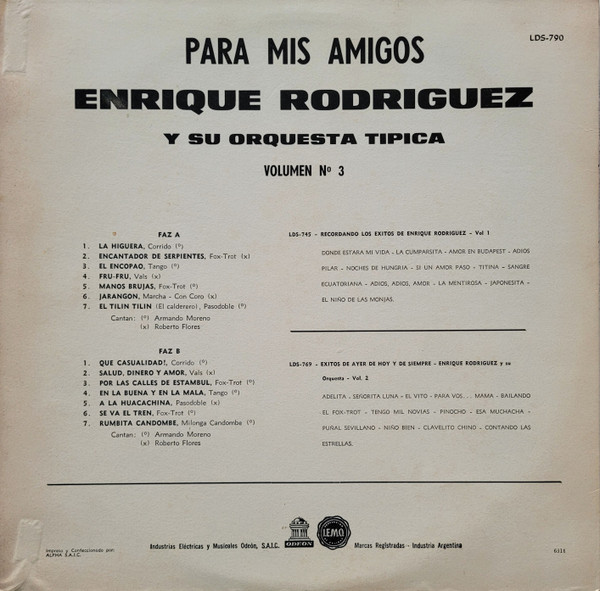 LDS-790
PARA MIS AMIGOS
ENRIQUE RODRIGUEZ
Y SU ORQUESTA TIPICA
VOLUMEN Nº 3
FAZ A
1. LA HIGUERA, Corrido (º)
2. ENCANTADOR DE SERPIENTES, Fox-Trot (x)
3. EL ENCOPAO, Tango (º)
4. FRU-FRU, Vals (x)
5. MANOS BRUJAS, Fox-Trot (º)
6. JARANGON, Marcha - Con Coro (x)
7. EL TILIN TILIN (El calderero), Pasodoble (º)
Cantan: (º) Armando Moreno
(x) Roberto Flores
FAZ B
1. QUE CASUALIDAD!, Corrido (º)
2. SALUD, DINERO Y AMOR, Vals (x)
3. POR LAS CALLES DE ESTAMBUL, Fox-Trot (º)
4. EN LA BUENA Y EN LA MALA, Tango (º)
5. A LA HUACACHINA, Pasodoble (x)
6. SE VA EL TREN, Fox-Trot (º)
7. RUMBITA CANDOMBE, Milonga Candombe (º)
Cantan: (º) Armando Moreno
(x) Roberto Flores
LDS-745 - RECORDANDO LOS EXITOS DE ENRIQUE RODRIGUEZ - Vol 1
DONDE ESTARA MI VIDA - LA CUMPARSITA - AMOR EN BUDAPEST - ADIOS
PILAR - NOCHES DE HUNGRIA - SI UN AMOR PASO - TITINA - SANGRE
ECUATORIANA - ADIOS, ADIOS, AMOR - LA MENTIROSA - JAPONESITA -
EL NIÑO DE LAS MONJAS.
LDS-769 - EXITOS DE AYER DE HOY Y DE SIEMPRE - ENRIQUE RODRIGUEZ y su
Orquesta - Vol. 2
ADELITA - SEÑORITA LUNA - EL VITO - PARA VOS... MAMA - BAILANDO
EL FOX-TROT - TENGO MIL NOVIAS - PINOCHO - ESA MUCHACHA -
PUÑAL SEVILLANO - NIÑO BIEN - CLAVELITO CHINO - CONTANDO LAS
ESTRELLAS.
Impreso y Confeccionado por:
ALPHA S.A.I.C.
Industrias Eléctricas y Musicales Odeón, S.A.I.C.
ODEON
LEMO
Marcas Registradas - Industria Argentina